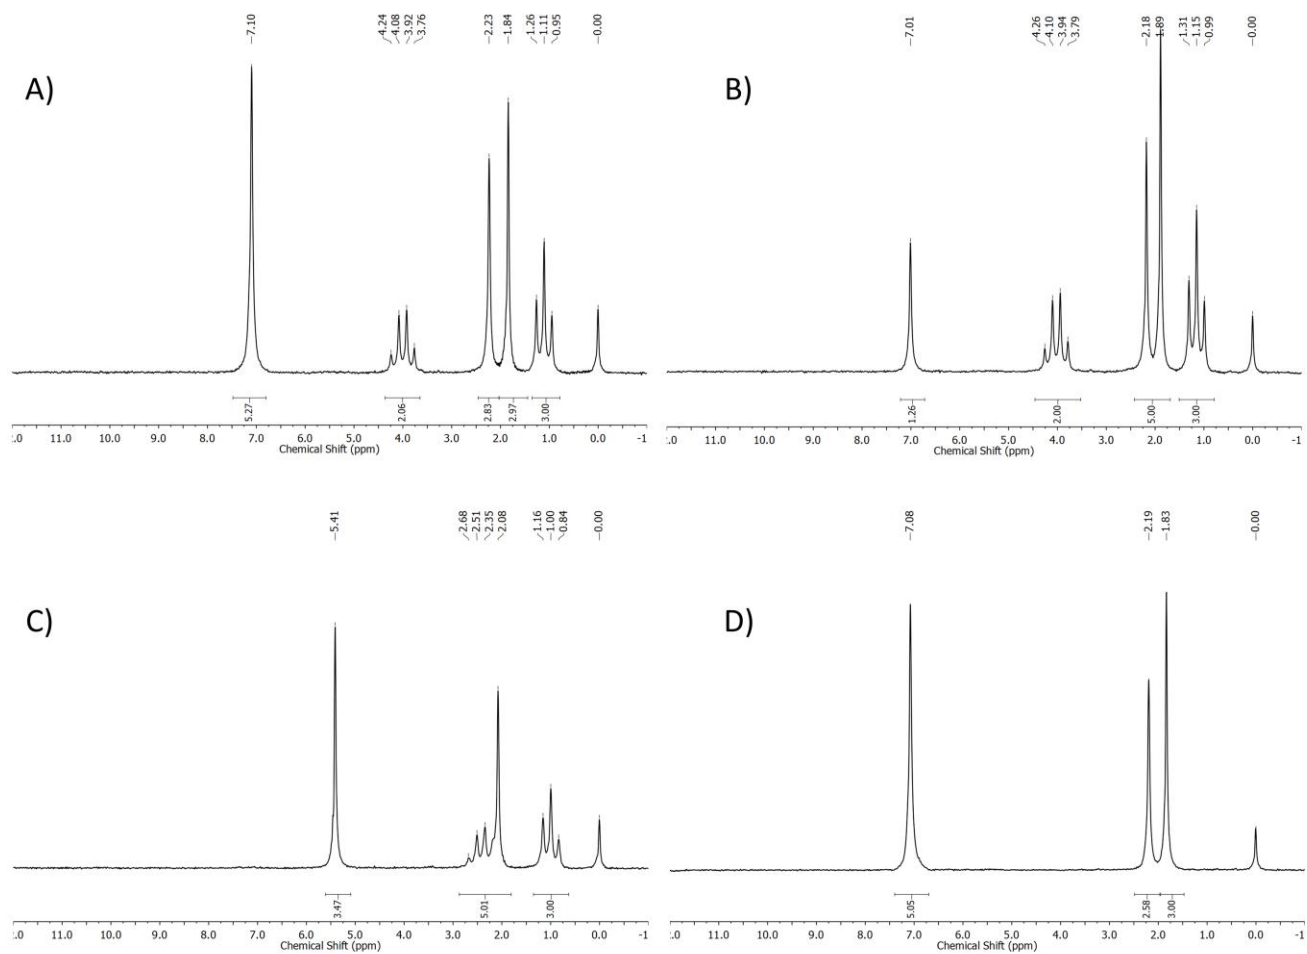 7.10 4.24 4.08 3.92 3.76 2.23 1.84 1.26 1.11 0.95 0.00
A)
5.27 2.06 2.83 2.97 3.00
2.0 11.0 10.0 9.0 8.0 7.0 6.0 5.0 4.0 3.0 2.0 1.0 0.0 -1
Chemical Shift (ppm)
7.01 4.26 4.10 3.94 3.79 2.18 1.89 1.31 1.15 0.99 0.00
B)
1.26 2.00 5.00 3.00
11.0 10.0 9.0 8.0 7.0 6.0 5.0 4.0 3.0 2.0 1.0 0.0 -1
Chemical Shift (ppm)
5.41 2.68 2.51 2.35 2.08 1.16 1.00 0.84 0.00
C)
3.47 5.01 3.00
2.0 11.0 10.0 9.0 8.0 7.0 6.0 5.0 4.0 3.0 2.0 1.0 0.0 -1
Chemical Shift (ppm)
7.08 2.19 1.83 0.00
D)
5.05 2.58 3.00
2.0 11.0 10.0 9.0 8.0 7.0 6.0 5.0 4.0 3.0 2.0 1.0 0.0 -1
Chemical Shift (ppm)